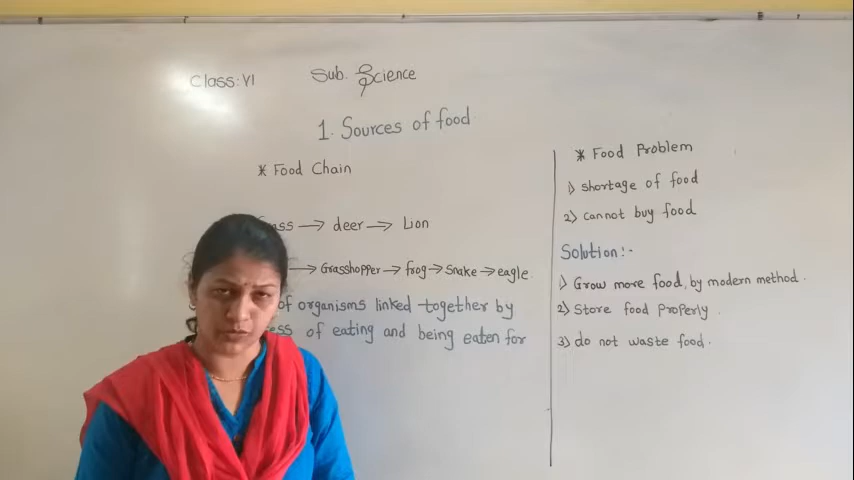 Class: VI Sub. Science
1. Sources of food
* Food Chain
→ deer → Lion
→ Grasshopper → frog → Snake → eagle
of organisms linked together by
of eating and being eaten for
* Food Problem
1) shortage of food
2) cannot buy food
Solution:-
1) Grow more food, by modern method.
2) Store food properly.
3) do not waste food.